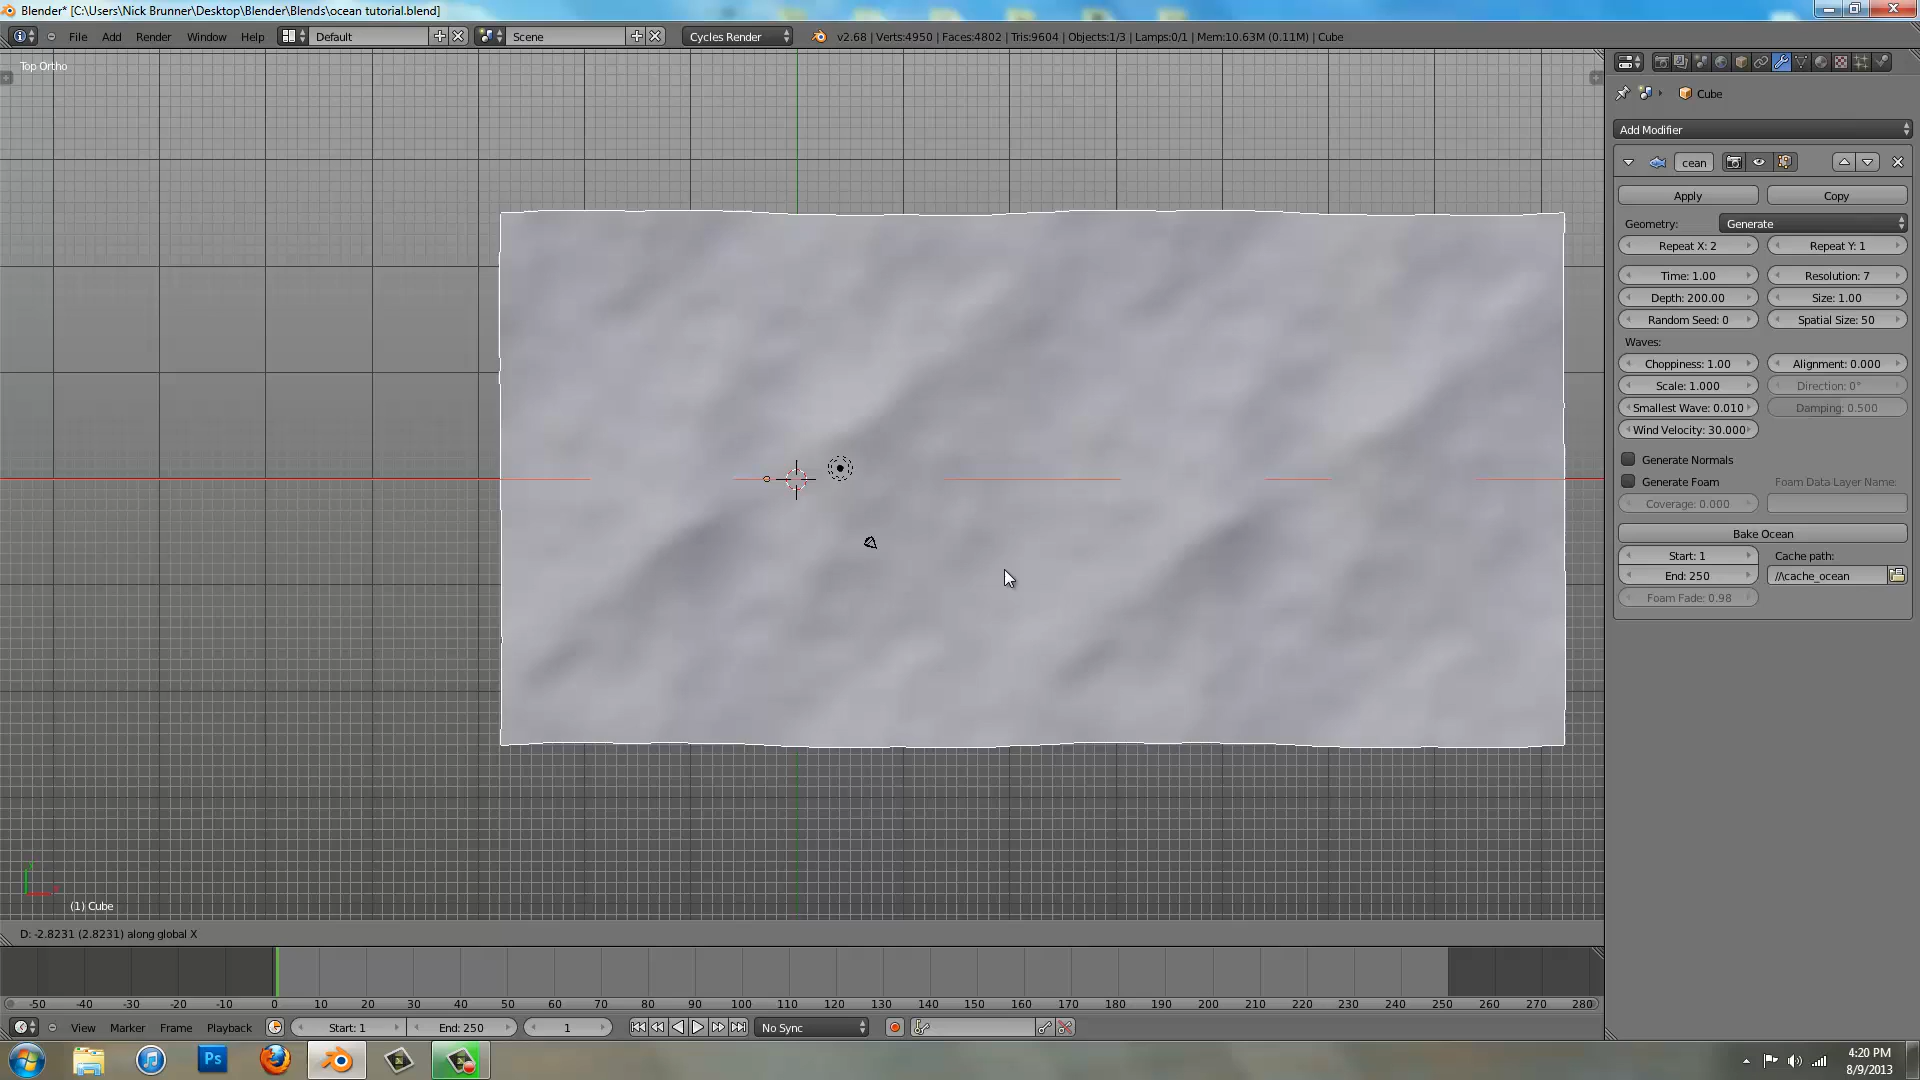 Blender* [C:\Users\Nick Brunner\Desktop\Blender\Blends\ocean tutorial.blend]
File Add Render Window Help Default Scene Cycles Render v2.68 | Verts:4950 | Faces:4802 | Tris:9604 | Objects:1/3 | Lamps:0/1 | Mem:10.63M (0.11M) | Cube
Top Ortho
Cube
Add Modifier
cean
Apply Copy
Geometry: Generate
Repeat X: 2 Repeat Y: 1
Time: 1.00 Resolution: 7
Depth: 200.00 Size: 1.00
Random Seed: 0 Spatial Size: 50
Waves:
Choppiness: 1.00 Alignment: 0.000
Scale: 1.000 Direction: 0°
Smallest Wave: 0.010 Damping: 0.500
Wind Velocity: 30.000
Generate Normals
Generate Foam Foam Data Layer Name:
Coverage: 0.000
Bake Ocean
Start: 1 Cache path:
End: 250 //cache_ocean
Foam Fade: 0.98
(1) Cube
D: -2.8231 (2.8231) along global X
-50 -40 -30 -20 -10 0 10 20 30 40 50 60 70 80 90 100 110 120 130 140 150 160 170 180 190 200 210 220 230 240 250 260 270 280
View Marker Frame Playback Start: 1 End: 250 1 No Sync
Ps
4:20 PM
8/9/2013